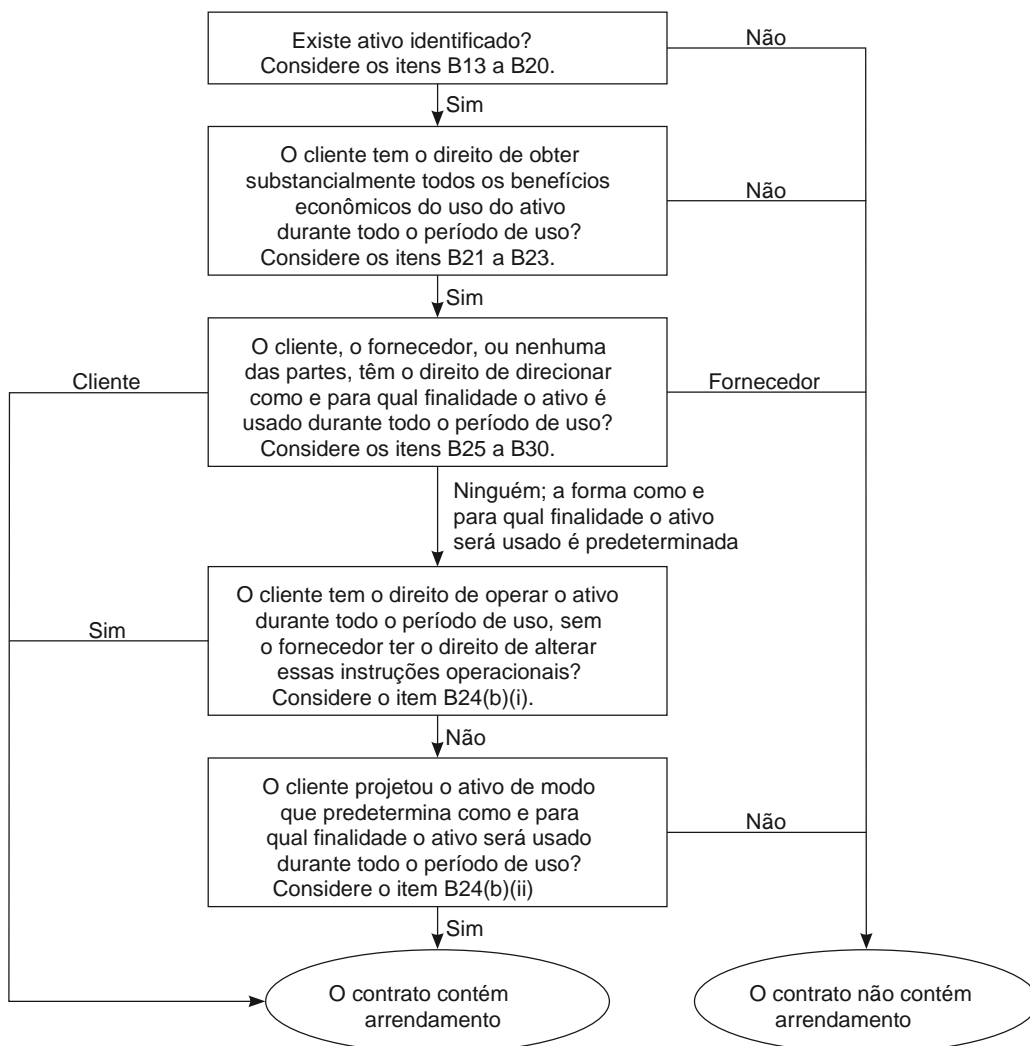 Existe ativo identificado?
Considere os itens B13 a B20.
Não
Sim
O cliente tem o direito de obter
substancialmente todos os benefícios
econômicos do uso do ativo
durante todo o período de uso?
Considere os itens B21 a B23.
Não
Sim
O cliente, o fornecedor, ou nenhuma
das partes, têm o direito de direcionar
como e para qual finalidade o ativo é
usado durante todo o período de uso?
Considere os itens B25 a B30.
Cliente
Fornecedor
Ninguém; a forma como e
para qual finalidade o ativo
será usado é predeterminada
O cliente tem o direito de operar o ativo
durante todo o período de uso, sem
o fornecedor ter o direito de alterar
essas instruções operacionais?
Considere o item B24(b)(i).
Sim
Não
O cliente projetou o ativo de modo
que predetermina como e para
qual finalidade o ativo será usado
durante todo o período de uso?
Considere o item B24(b)(ii)
Não
Sim
O contrato contém
arrendamento
O contrato não contém
arrendamento